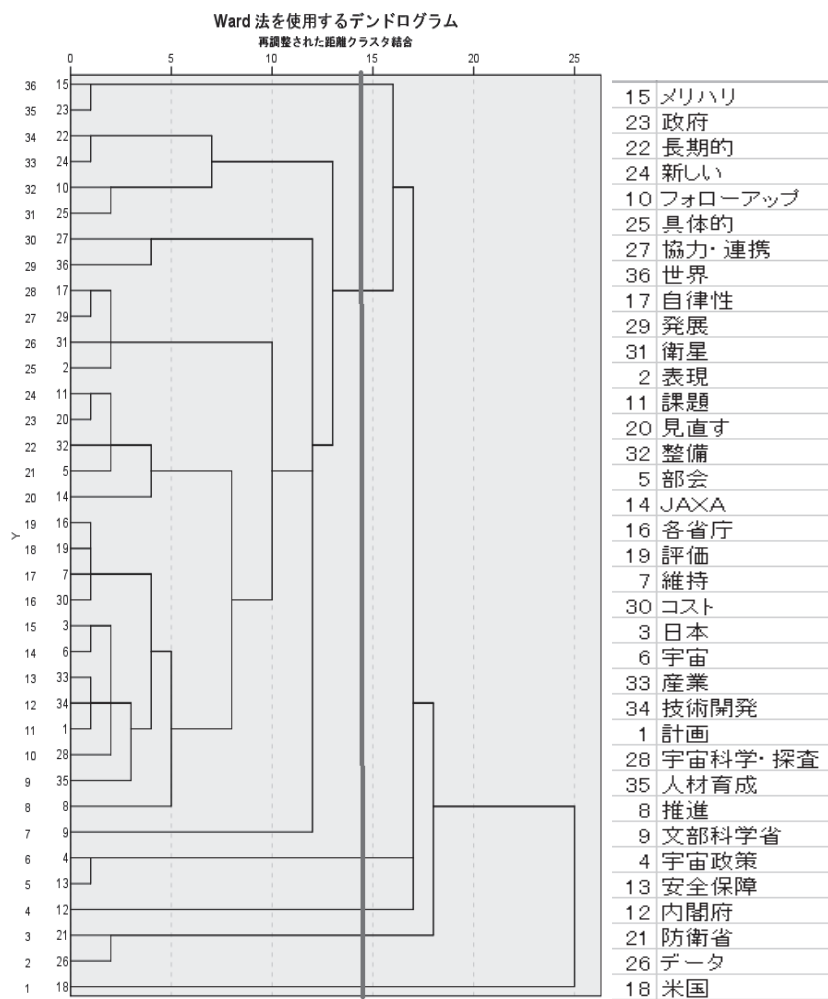 Ward 法を使用するデンドログラム
再調整された距離クラスタ結合
0 5 10 15 20 25
Y
36 15
35 23
34 22
33 24
32 10
31 25
30 27
29 36
28 17
27 29
26 31
25 2
24 11
23 20
22 32
21 5
20 14
19 16
18 19
17 7
16 30
15 3
14 6
13 33
12 34
11 1
10 28
9 35
8 8
7 9
6 4
5 13
4 12
3 21
2 26
1 18
15 メリハリ
23 政府
22 長期的
24 新しい
10 フォローアップ
25 具体的
27 協力・連携
36 世界
17 自律性
29 発展
31 衛星
2 表現
11 課題
20 見直す
32 整備
5 部会
14 JAXA
16 各省庁
19 評価
7 維持
30 コスト
3 日本
6 宇宙
33 産業
34 技術開発
1 計画
28 宇宙科学・探査
35 人材育成
8 推進
9 文部科学省
4 宇宙政策
13 安全保障
12 内閣府
21 防衛省
26 データ
18 米国